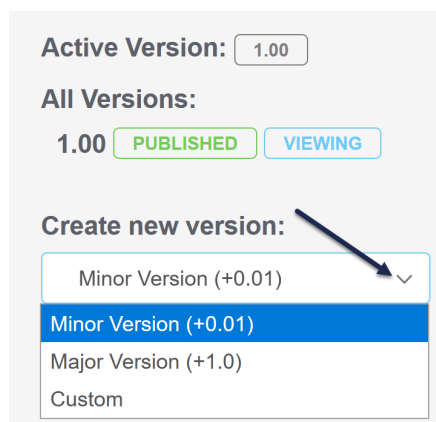 Active Version: 1.00
All Versions:
1.00 PUBLISHED VIEWING
Create new version:
Minor Version (+0.01)
Minor Version (+0.01)
Major Version (+1.0)
Custom